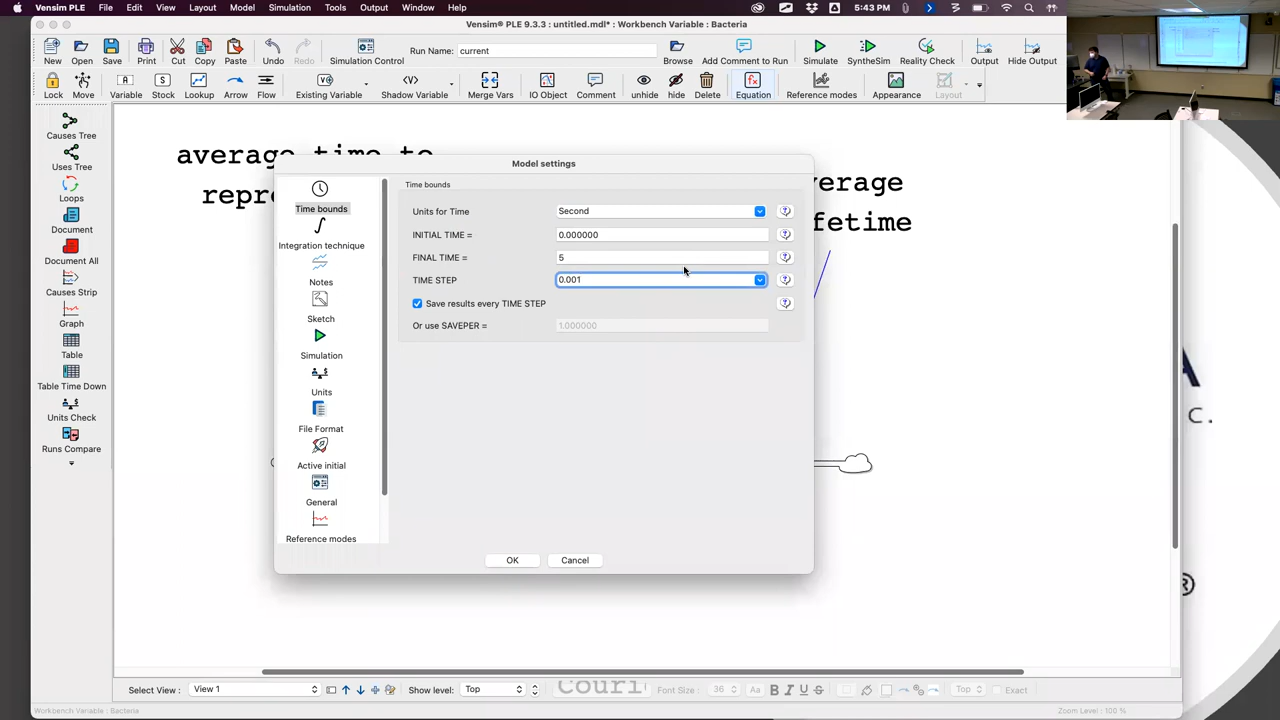 Vensim PLE File Edit View Layout Model Simulation Tools Output Window Help 5:43 PM
Vensim® PLE 9.3.3 : untitled.mdl* : Workbench Variable : Bacteria
New Open Save Print Cut Copy Paste Undo Redo Simulation Control Run Name: current Browse Add Comment to Run Simulate SyntheSim Reality Check Output Hide Output
Lock Move Variable Stock Lookup Arrow Flow Existing Variable Show Variable Merge Vars IO Object Comment unhide hide Delete Equation Reference modes Appearance Layout
Causes Tree
Uses Tree
Loops
Document
Document All
Causes Strip
Graph
Table
Table Time Down
Units Check
Runs Compare
average time to
repr
verage
fetime
Model settings
Time bounds
Integration technique
Notes
Sketch
Simulation
Units
File Format
Active initial
General
Reference modes
Time bounds
Units for Time Second
INITIAL TIME = 0.000000
FINAL TIME = 5
TIME STEP 0.001
Save results every TIME STEP
Or use SAVEPER = 1.000000
OK Cancel
A
C.
®
Select View : View 1 Show level: Top Couri Font Size : 36 Aa B I U S Top Exact
Workbench Variable : Bacteria Zoom Level : 100 %